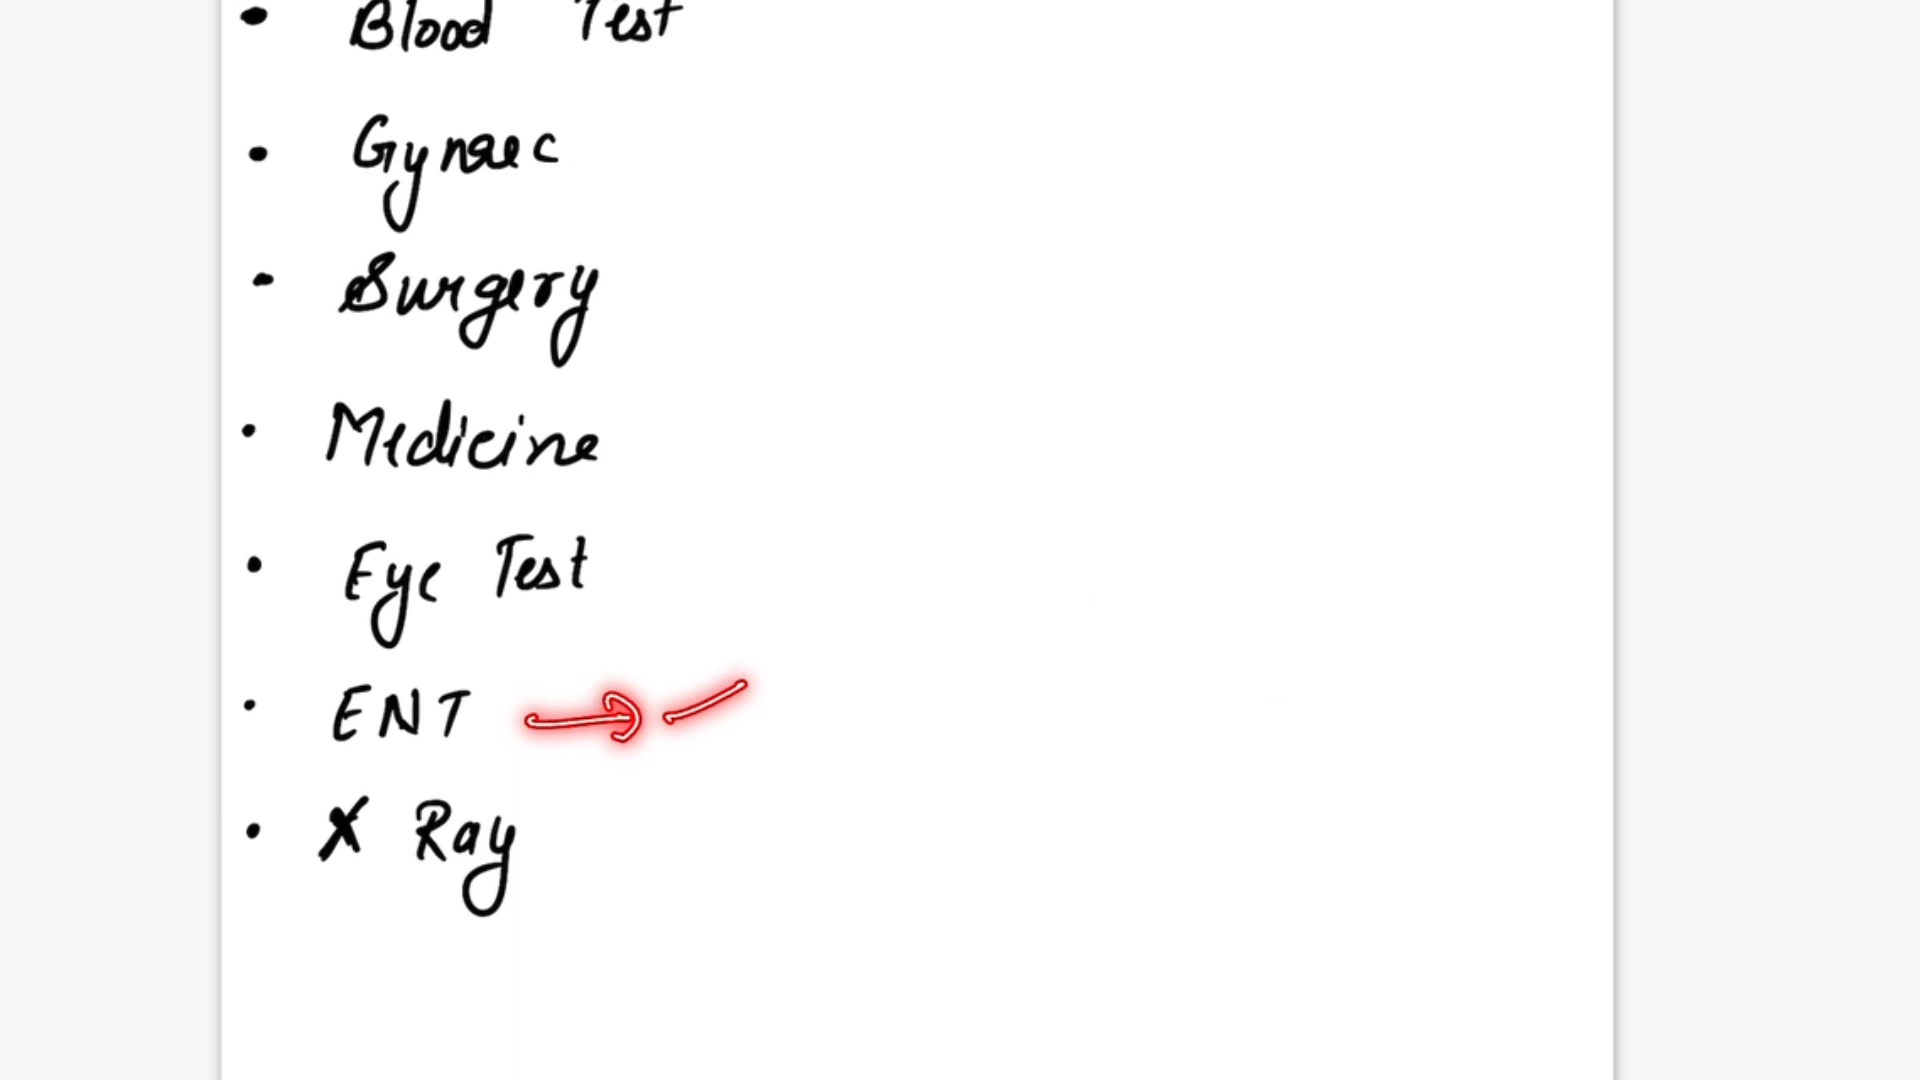 • Blood Test
• Gynaec
• Surgery
• Medicine
• Eye Test
• ENT →
• X Ray